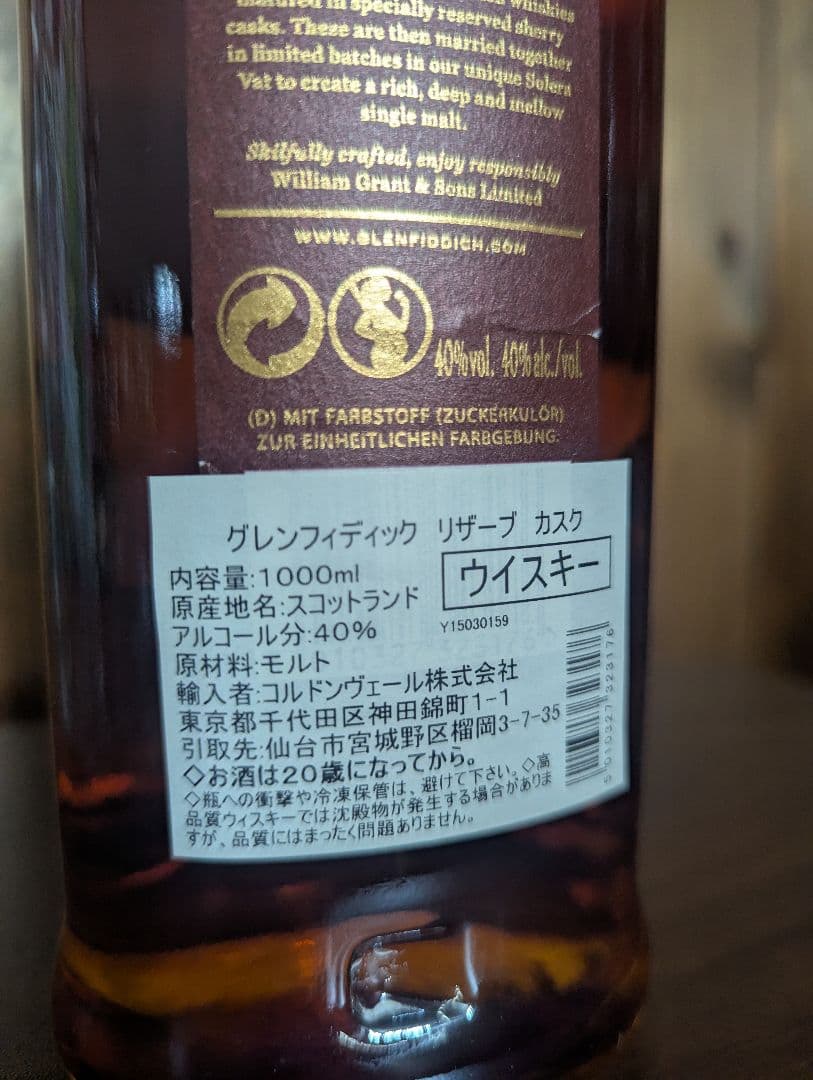 whiskies
matured in specially reserved sherry
casks. These are then married together
in limited batches in our unique Solera
Vat to create a rich, deep and mellow
single malt.
Skilfully crafted, enjoy responsibly
William Grant & Sons Limited
WWW.GLENFIDDICH.COM
40%vol. 40%alc./vol.
(D) MIT FARBSTOFF (ZUCKERKULÖR)
ZUR EINHEITLICHEN FARBGEBUNG.
グレンフィディック リザーブ カスク
内容量:1000ml
ウイスキー
原産地名:スコットランド
アルコール分:40%
Y15030159
原材料:モルト
輸入者:コルドンヴェール株式会社
東京都千代田区神田錦町1-1
引取先:仙台市宮城野区榴岡3-7-35
◇お酒は20歳になってから。
◇瓶への衝撃や冷凍保管は、避けて下さい。◇高
品質ウィスキーでは沈殿物が発生する場合がありま
すが、品質にはまったく問題ありません。
5010327323176